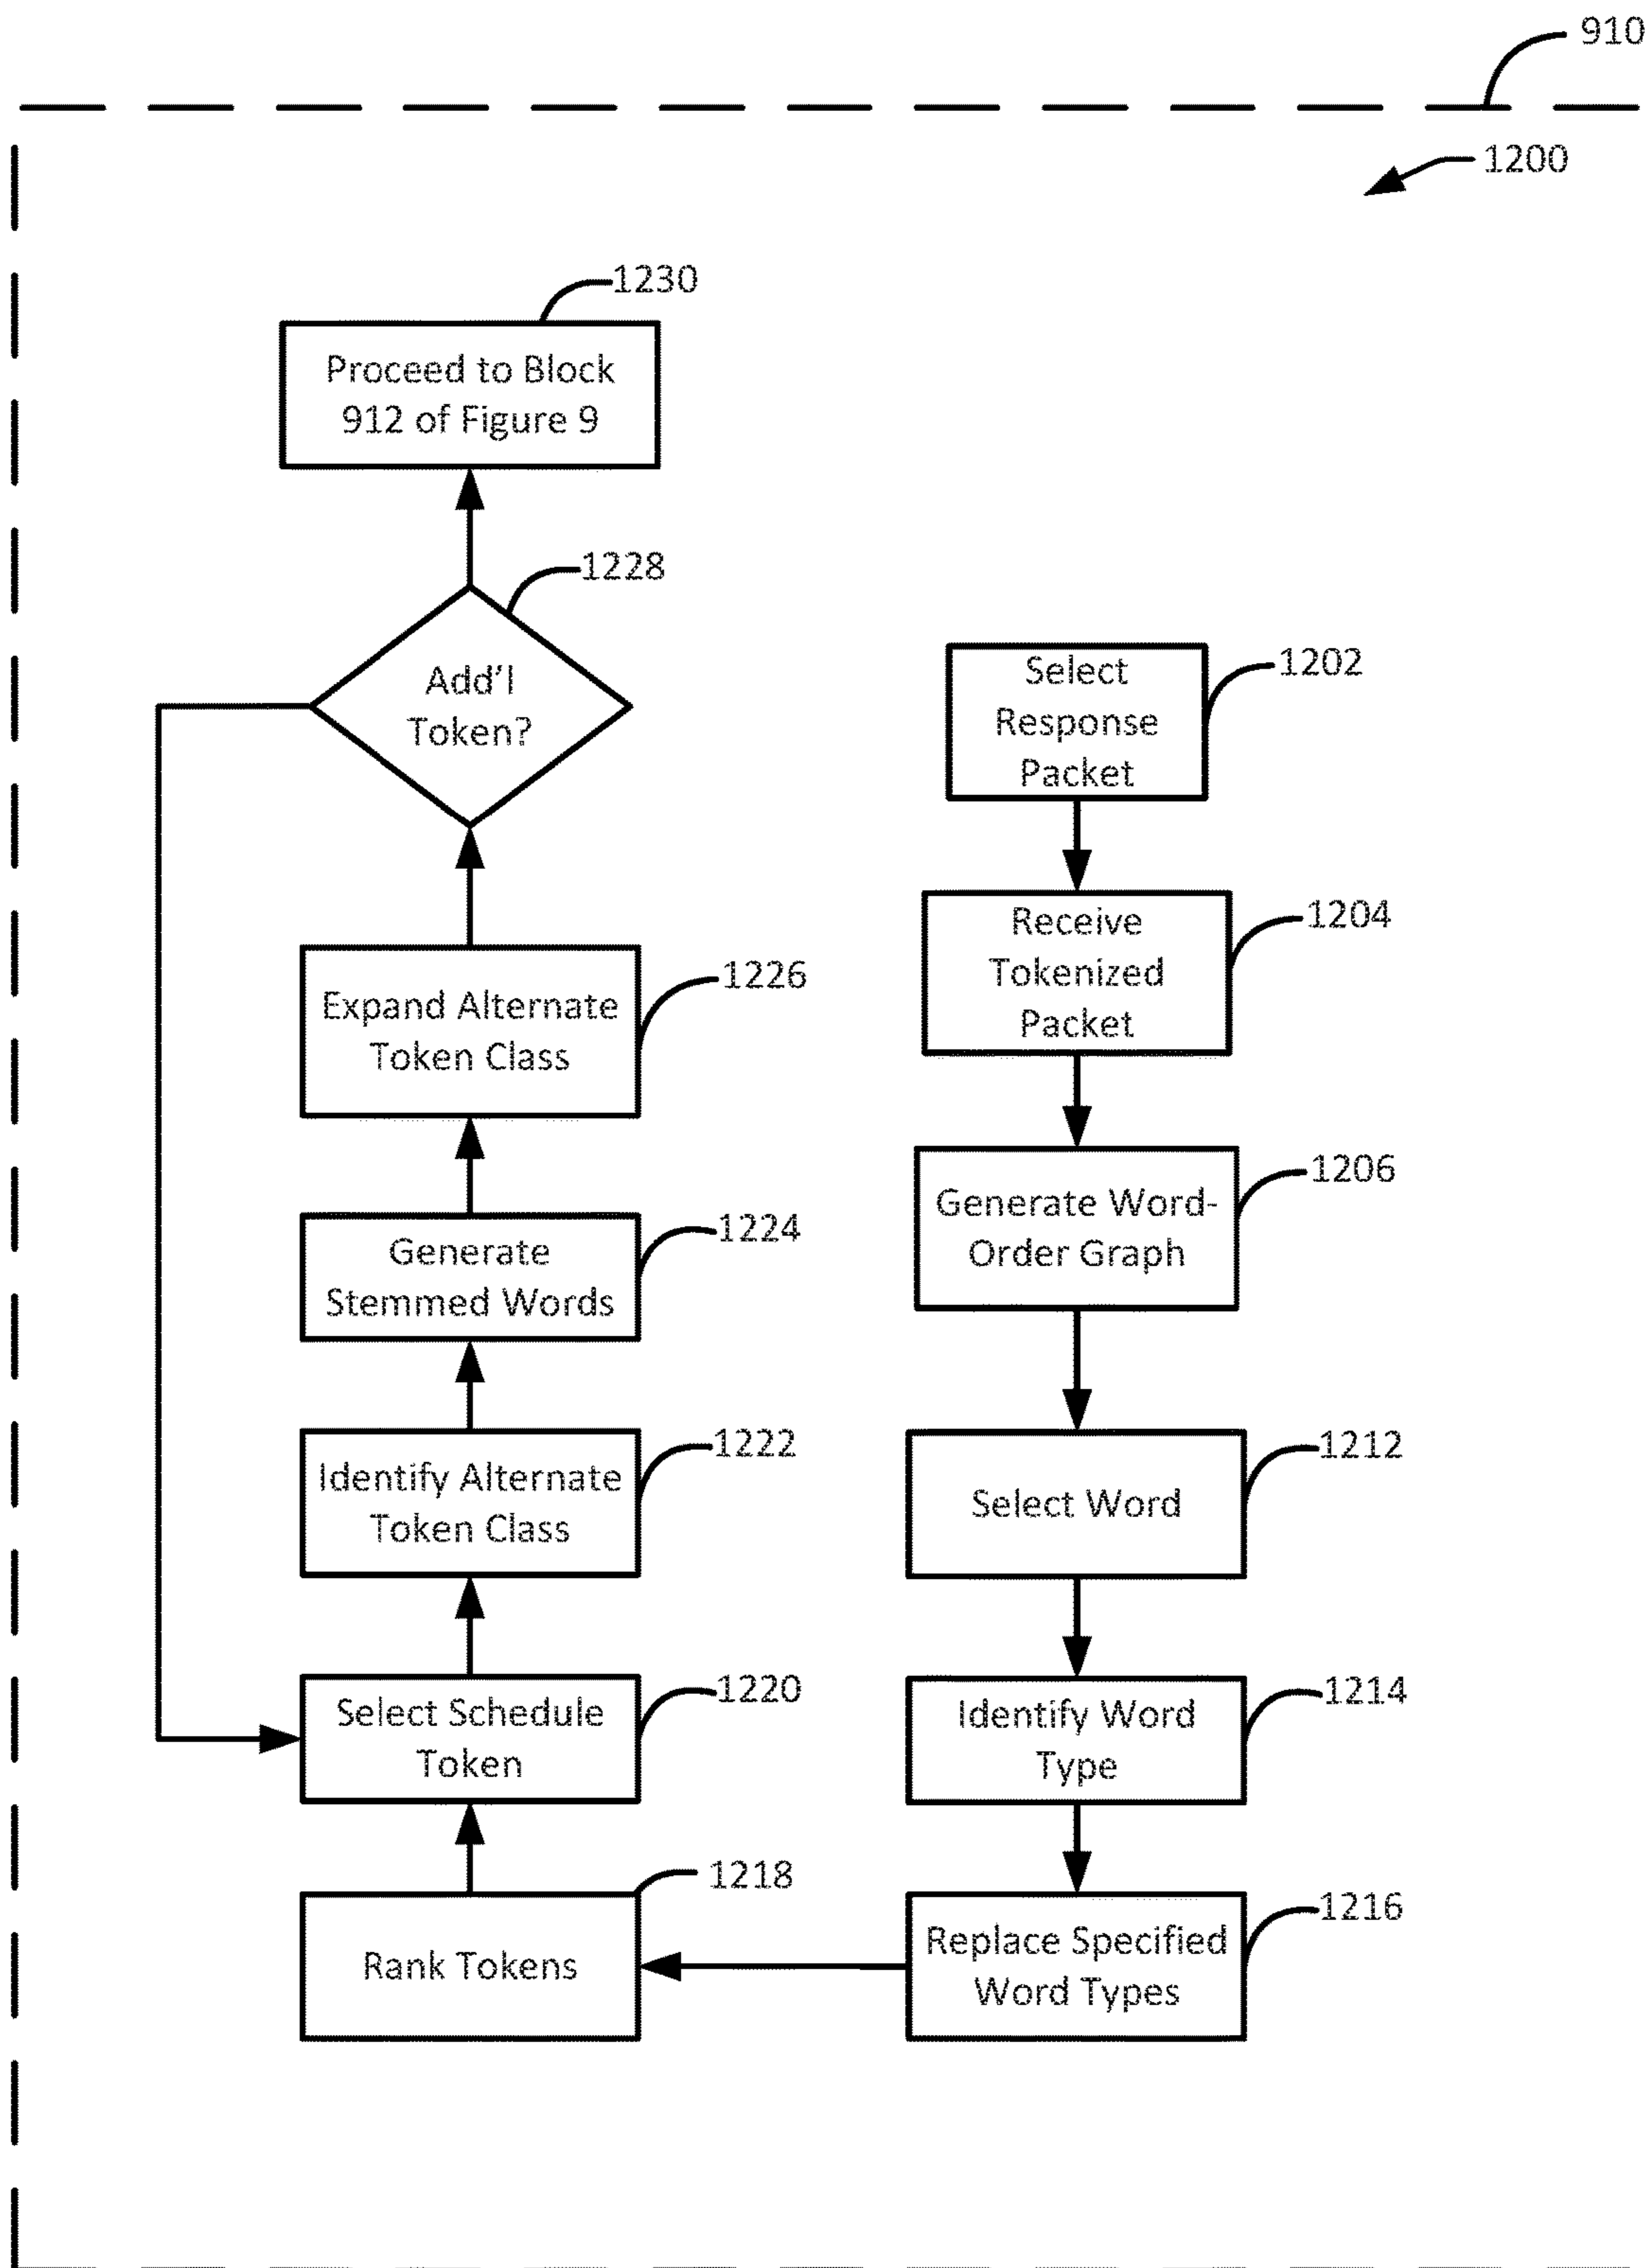 910
1200
1230
Proceed to Block
912 of Figure 9
1228
Add'l
Token?
1226
Expand Alternate
Token Class
1224
Generate
Stemmed Words
1222
Identify Alternate
Token Class
1220
Select Schedule
Token
1218
Rank Tokens
1202
Select
Response
Packet
1204
Receive
Tokenized
Packet
1206
Generate Word-
Order Graph
1212
Select Word
1214
Identify Word
Type
1216
Replace Specified
Word Types